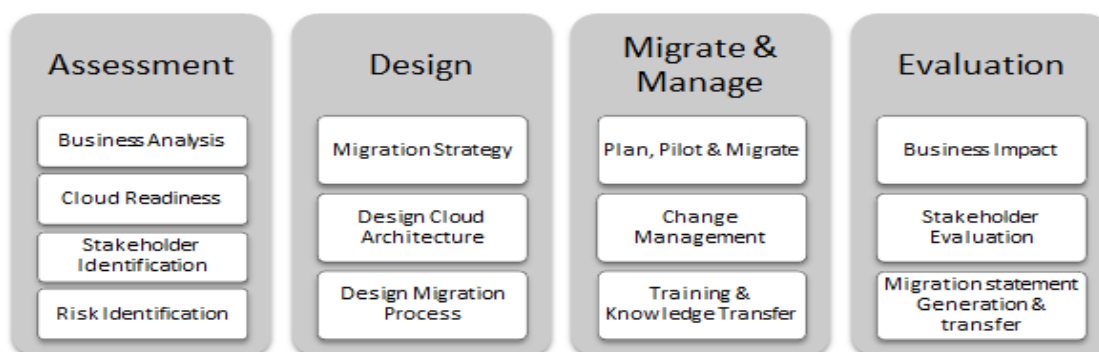 Assessment
Business Analysis
Cloud Readiness
Stakeholder
Identification
Risk Identification
Design
Migration Strategy
Design Cloud
Architecture
Design Migration
Process
Migrate &
Manage
Plan, Pilot & Migrate
Change
Management
Training &
Knowledge Transfer
Evaluation
Business Impact
Stakeholder
Evaluation
Migration statement
Generation &
transfer